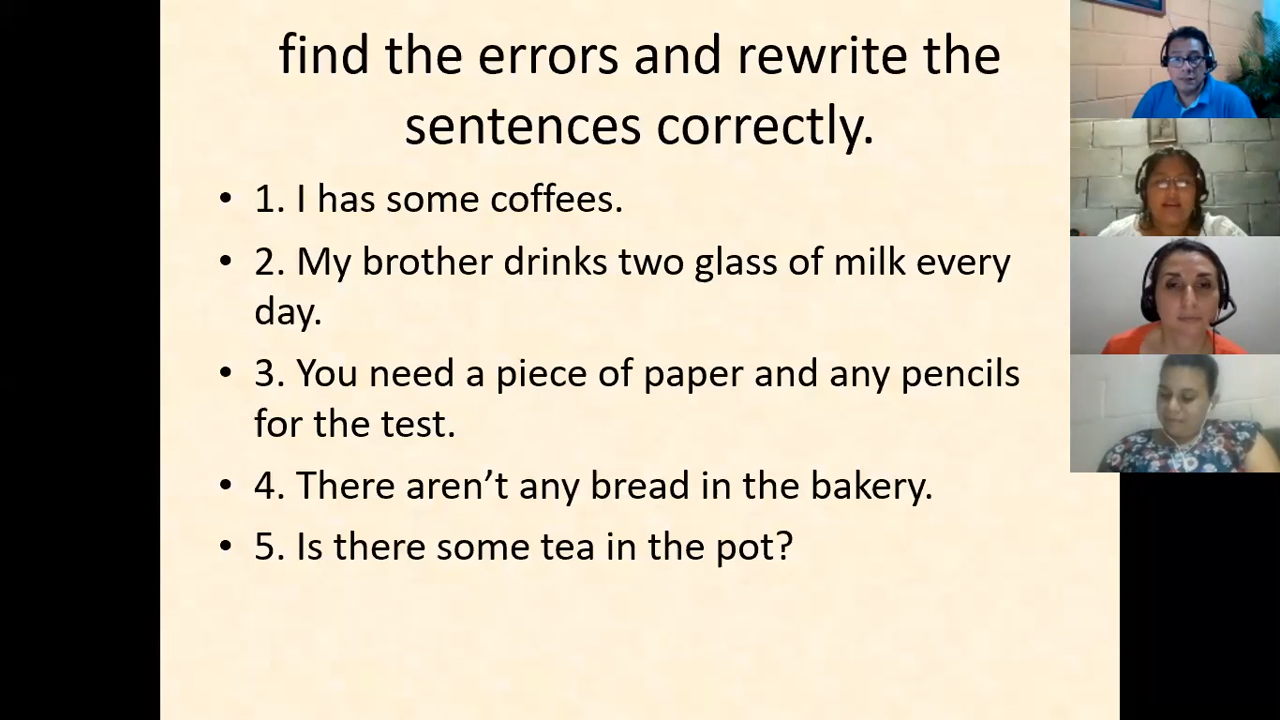 find the errors and rewrite the
sentences correctly.
• 1. I has some coffees.
• 2. My brother drinks two glass of milk every
day.
• 3. You need a piece of paper and any pencils
for the test.
• 4. There aren’t any bread in the bakery.
• 5. Is there some tea in the pot?